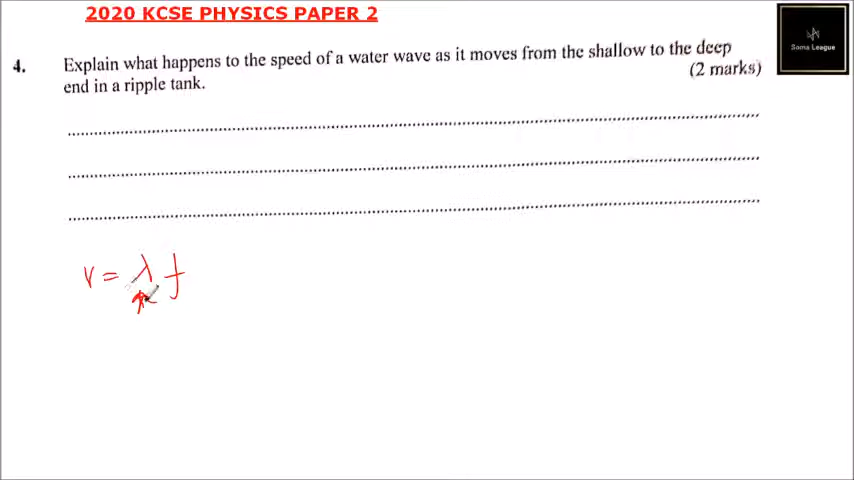 2020 KCSE PHYSICS PAPER 2
Soma League
4. Explain what happens to the speed of a water wave as it moves from the shallow to the deep
end in a ripple tank. (2 marks)
v = λ f